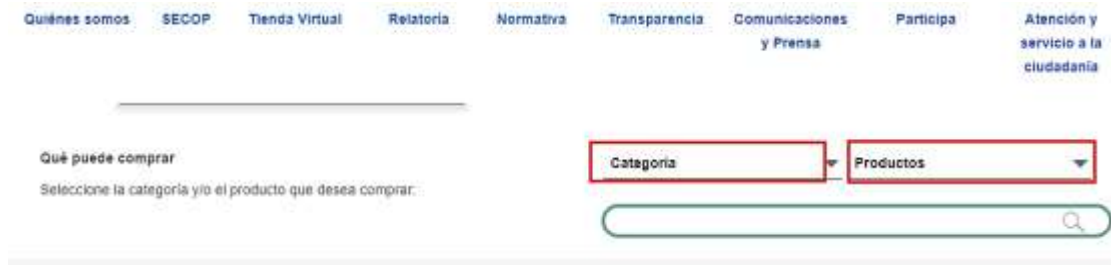 Quiénes somos SECOP Tienda Virtual Relatoría Normativa Transparencia Comunicaciones y Prensa Participa Atención y servicio a la ciudadanía
Qué puede comprar
Seleccione la categoría y/o el producto que desea comprar:
Categoria Productos